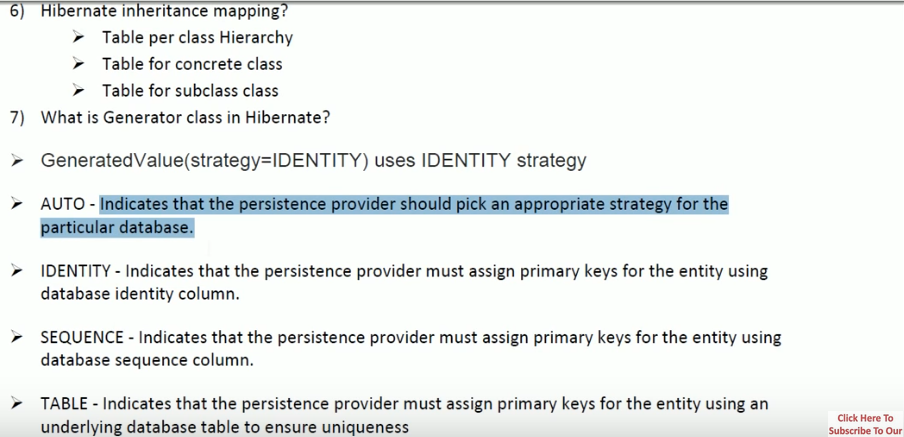 6) Hibernate inheritance mapping?
➤ Table per class Hierarchy
➤ Table for concrete class
➤ Table for subclass class
7) What is Generator class in Hibernate?
➤ GeneratedValue(strategy=IDENTITY) uses IDENTITY strategy
➤ AUTO - Indicates that the persistence provider should pick an appropriate strategy for the
particular database.
➤ IDENTITY - Indicates that the persistence provider must assign primary keys for the entity using
database identity column.
➤ SEQUENCE - Indicates that the persistence provider must assign primary keys for the entity using
database sequence column.
➤ TABLE - Indicates that the persistence provider must assign primary keys for the entity using an
underlying database table to ensure uniqueness
Click Here To
Subscribe To Our